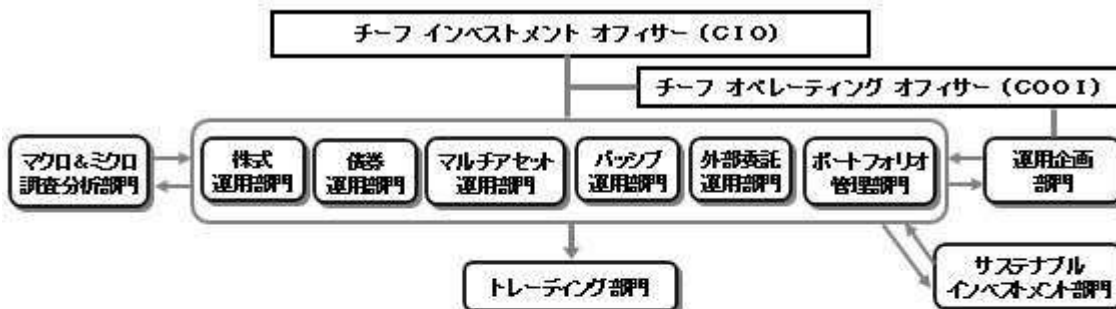 チーフ インベストメント オフィサー（ＣＩＯ）
チーフ オペレーティング オフィサー（ＣＯＯＩ）
マクロ＆ミクロ
調査分析部門
株式
運用部門
債券
運用部門
マルチアセット
運用部門
パッシブ
運用部門
外部委託
運用部門
ポートフォリオ
管理部門
運用企画
部門
トレーディング部門
サステナブル
インベストメント部門